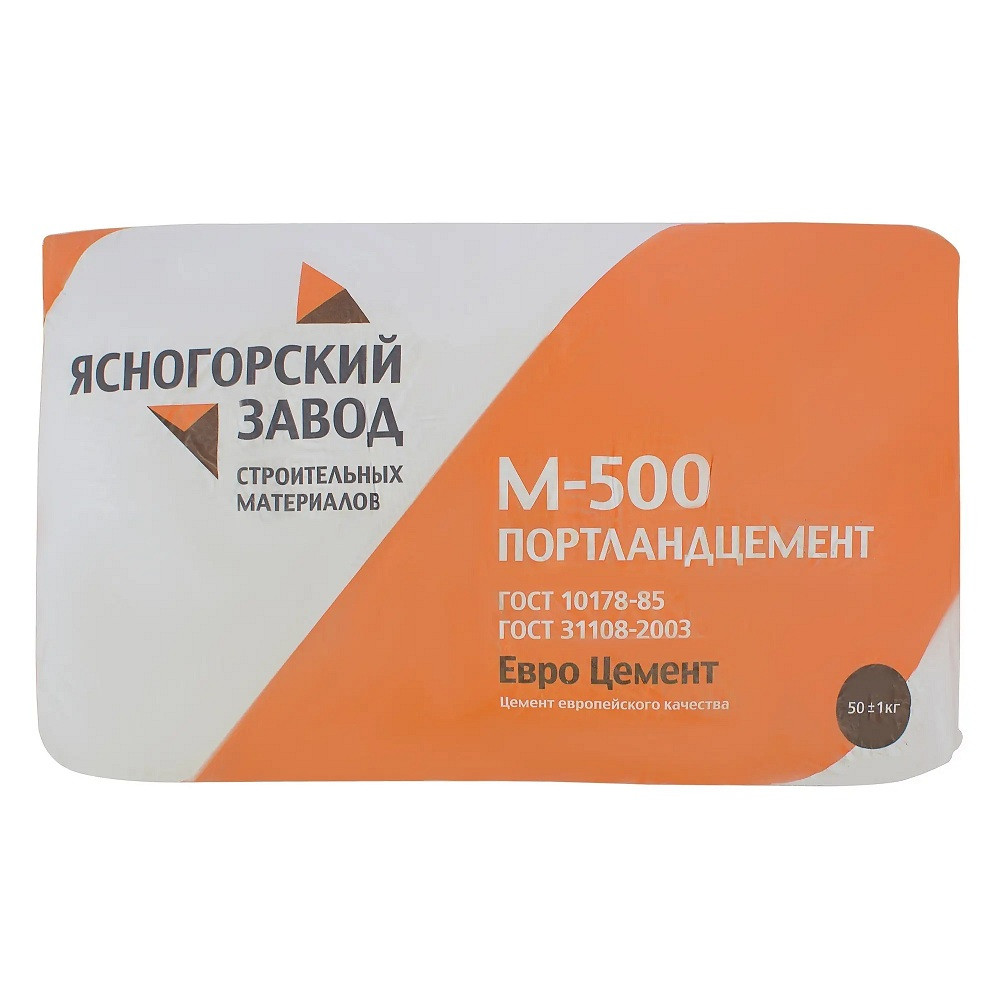 ЯСНОГОРСКИЙ
ЗАВОД
СТРОИТЕЛЬНЫХ
МАТЕРИАЛОВ
М-500
ПОРТЛАНДЦЕМЕНТ
ГОСТ 10178-85
ГОСТ 31108-2003
Евро Цемент
Цемент европейского качества
50 ±1кг